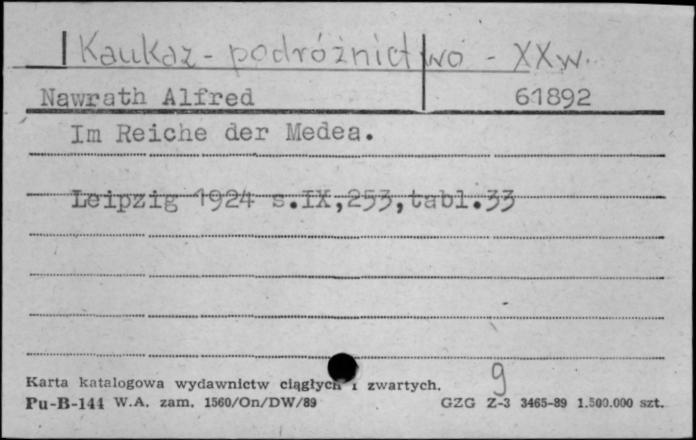 Kaukaz - podróżnictwo - XXw.
Nawrath Alfred 61892
Im Reiche der Medea.
Leipzig 1924 s.IX,253,tabl.33
9
Karta katalogowa wydawnictw ciągłych i zwartych.
Pu-B-144 W.A. zam. 1560/On/DW/89 GZG Z-3 3465-89 1.500.000 szt.